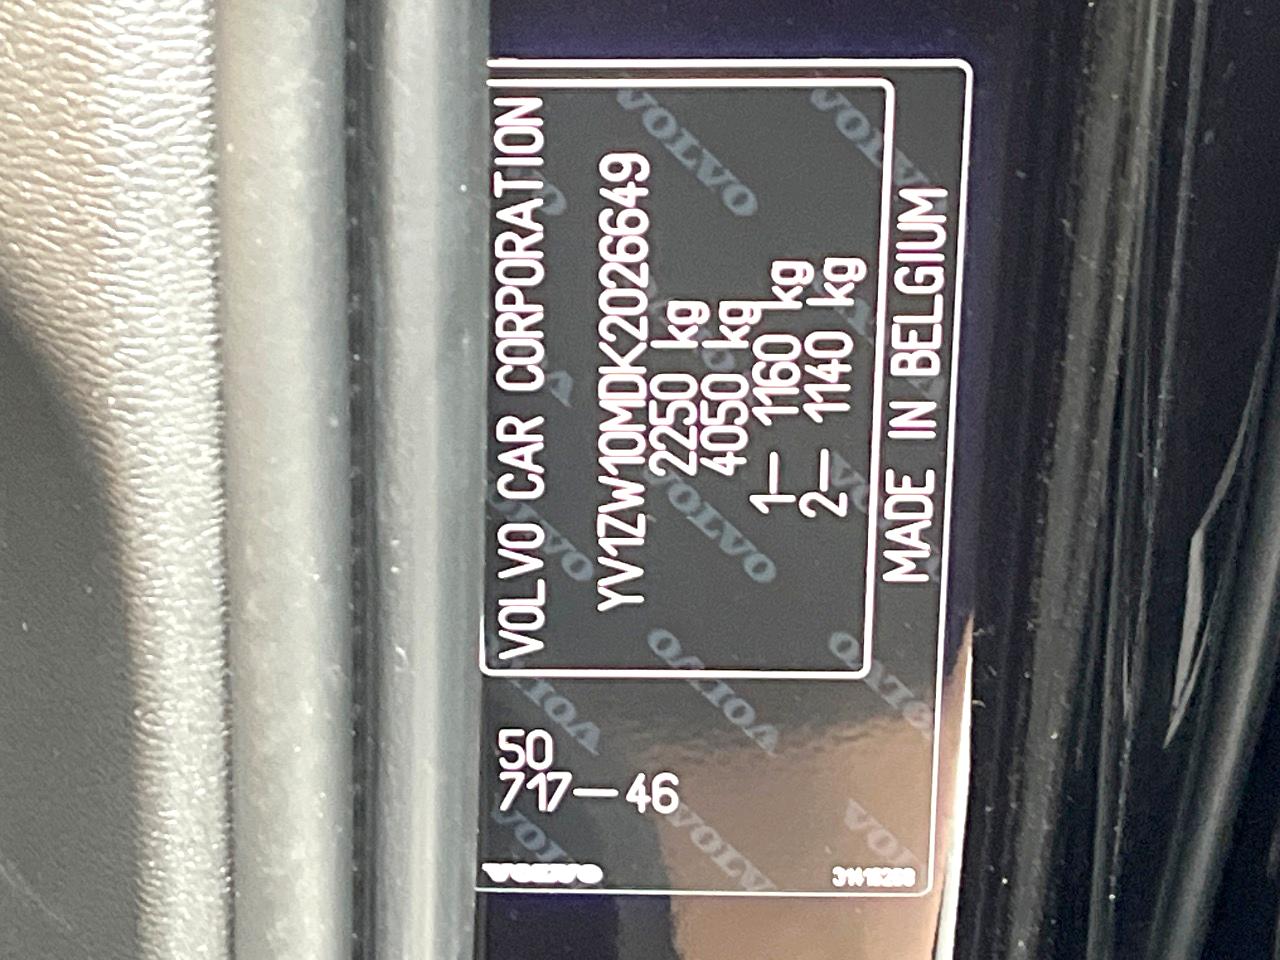 VOLVO CAR CORPORATION
YV1ZW10MDK2026649
2250 kg
4050 kg
1— 1160 kg
2— 1140 kg
MADE IN BELGIUM
50
717—46
VOLVO